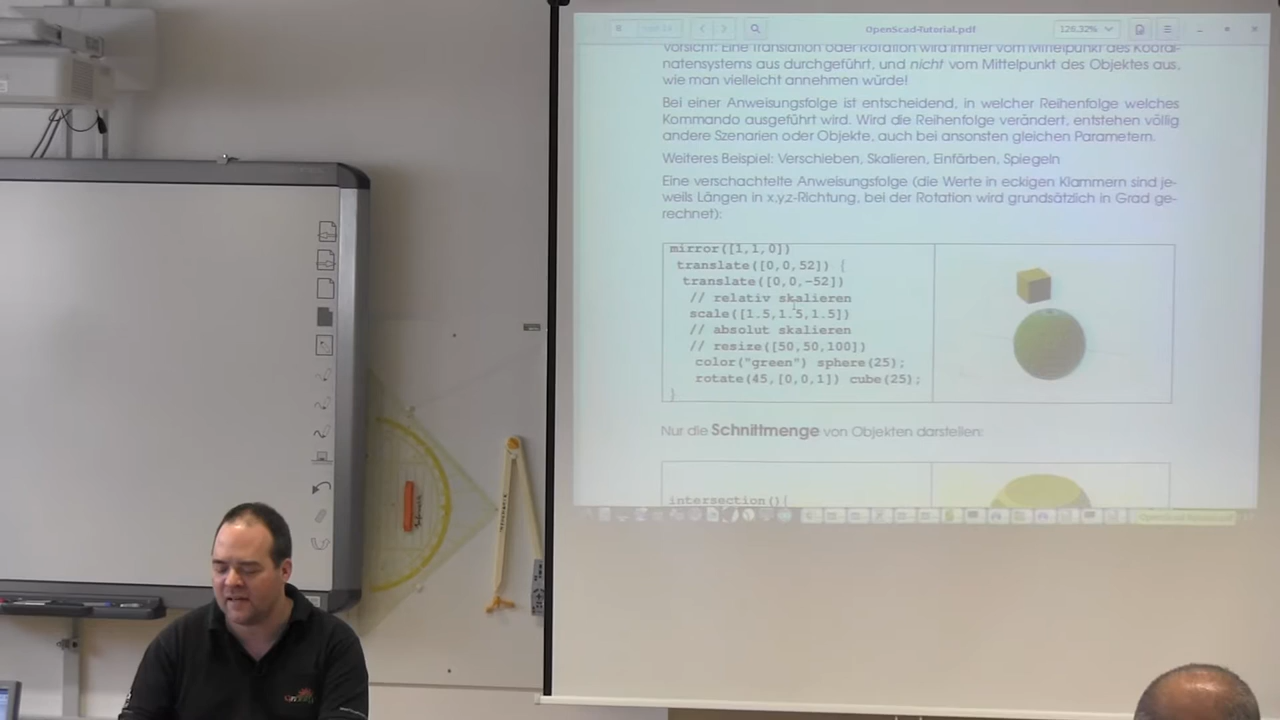 OpenScad-Tutorial.pdf
128,32%
Vorsicht: Eine Translation oder Rotation wird immer vom Mittelpunkt des Koordi-
natensystems aus durchgeführt, und nicht vom Mittelpunkt des Objektes aus,
wie man vielleicht annehmen würde!
Bei einer Anweisungsfolge ist entscheidend, in welcher Reihenfolge welches
Kommando ausgeführt wird. Wird die Reihenfolge verändert, entstehen völlig
andere Szenarien oder Objekte, auch bei ansonsten gleichen Parametern.
Weiteres Beispiel: Verschieben, Skalieren, Einfärben, Spiegeln
Eine verschachtelte Anweisungsfolge (die Werte in eckigen Klammern sind je-
weils Längen in x,y,z-Richtung, bei der Rotation wird grundsätzlich in Grad ge-
rechnet):
mirror([1,1,0])
translate([0,0,52]) {
translate([0,0,-52])
// relativ skalieren
scale([1.5,1.5,1.5])
// absolut skalieren
// resize([50,50,100])
color("green") sphere(25);
rotate(45,[0,0,1]) cube(25);
}
Nur die Schnittmenge von Objekten darstellen:
intersection(){